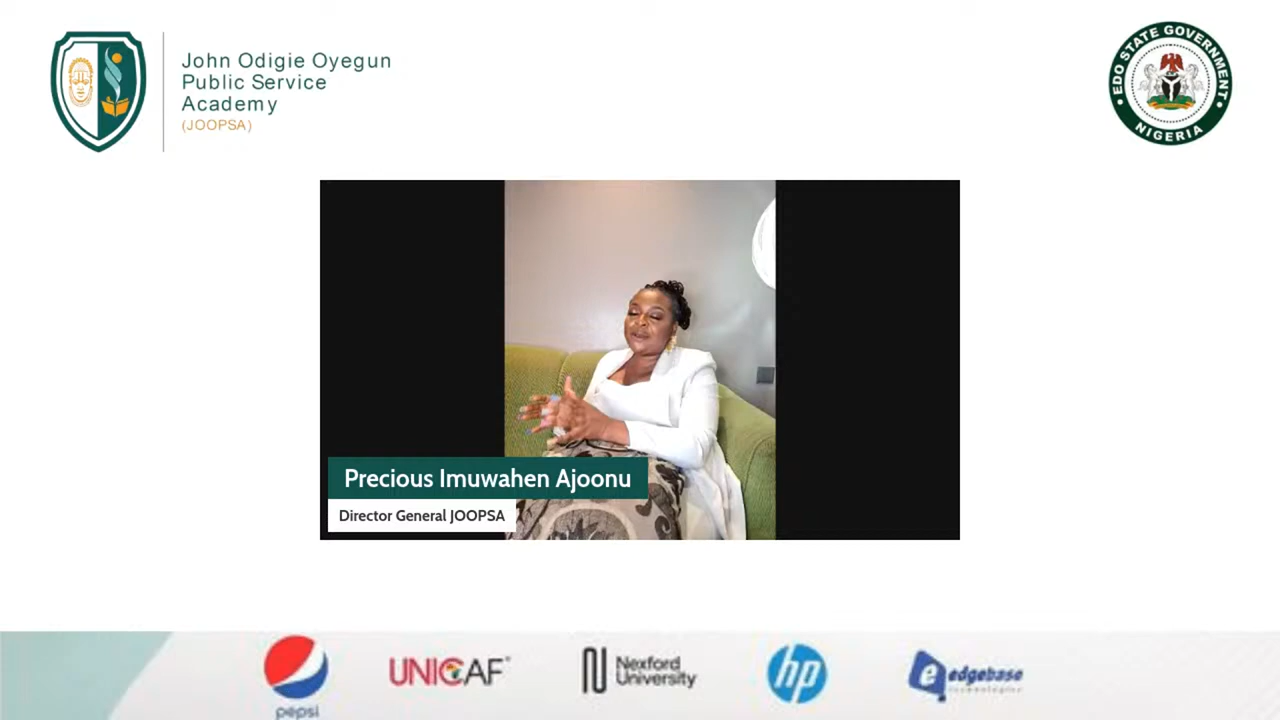 John Odigie Oyegun
Public Service
Academy
(JOOPSA)
EDO STATE GOVERNMENT
NIGERIA
Precious Imuwahen Ajoonu
Director General JOOPSA
pepsi
UNICAF
Nexford
University
hp
edgebase